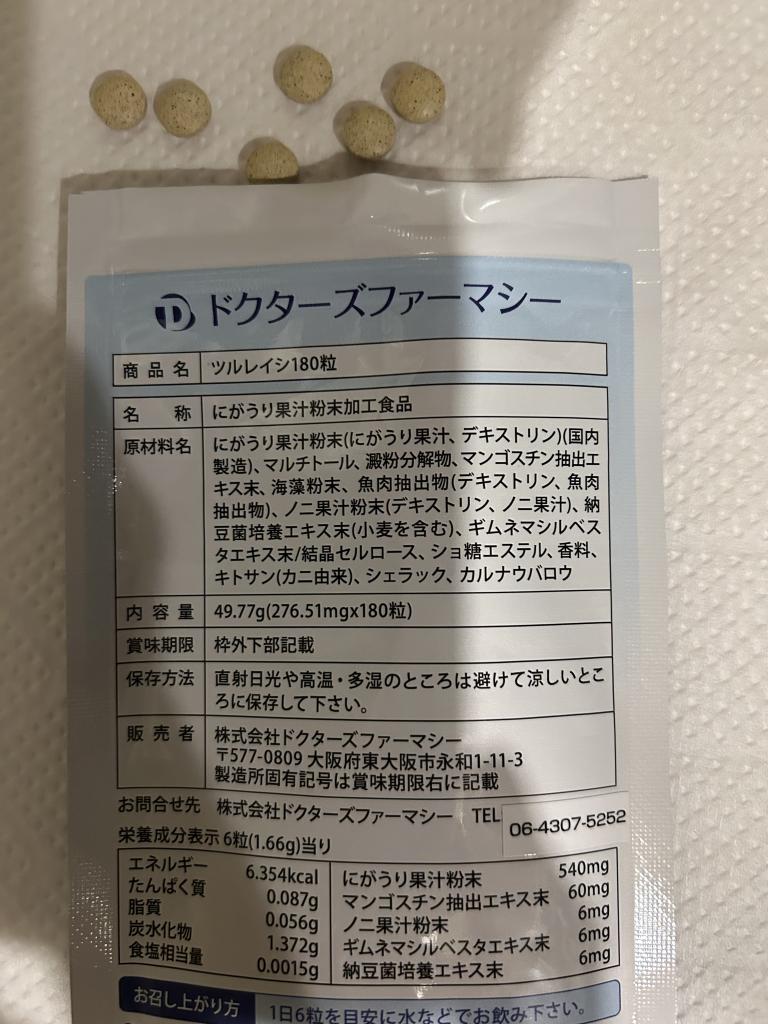 ドクターズファーマシー
商品名 ツルレイシ180粒
名称 にがうり果汁粉末加工食品
原材料名 にがうり果汁粉末(にがうり果汁、デキストリン)(国内
製造)、マルチトール、澱粉分解物、マンゴスチン抽出エ
キス末、海藻粉末、魚肉抽出物(デキストリン、魚肉
抽出物)、ノニ果汁粉末(デキストリン、ノニ果汁)、納
豆菌培養エキス末(小麦を含む)、ギムネマシルベス
タエキス末/結晶セルロース、ショ糖エステル、香料、
キトサン(カニ由来)、シェラック、カルナウバロウ
内容量 49.77g(276.51mgx180粒)
賞味期限 枠外下部記載
保存方法 直射日光や高温・多湿のところは避けて涼しいとこ
ろに保存して下さい。
販売者 株式会社ドクターズファーマシー
〒577-0809 大阪府東大阪市永和1-11-3
製造所固有記号は賞味期限右に記載
お問合せ先 株式会社ドクターズファーマシー TEL 06-4307-5252
栄養成分表示 6粒(1.66g)当り
エネルギー 6.354kcal
たんぱく質 0.087g
脂質 0.056g
炭水化物 1.372g
食塩相当量 0.0015g
にがうり果汁粉末 540mg
マンゴスチン抽出エキス末 60mg
ノニ果汁粉末 6mg
ギムネマシルベスタエキス末 6mg
納豆菌培養エキス末 6mg
お召し上がり方 1日6粒を目安に水などでお飲み下さい。